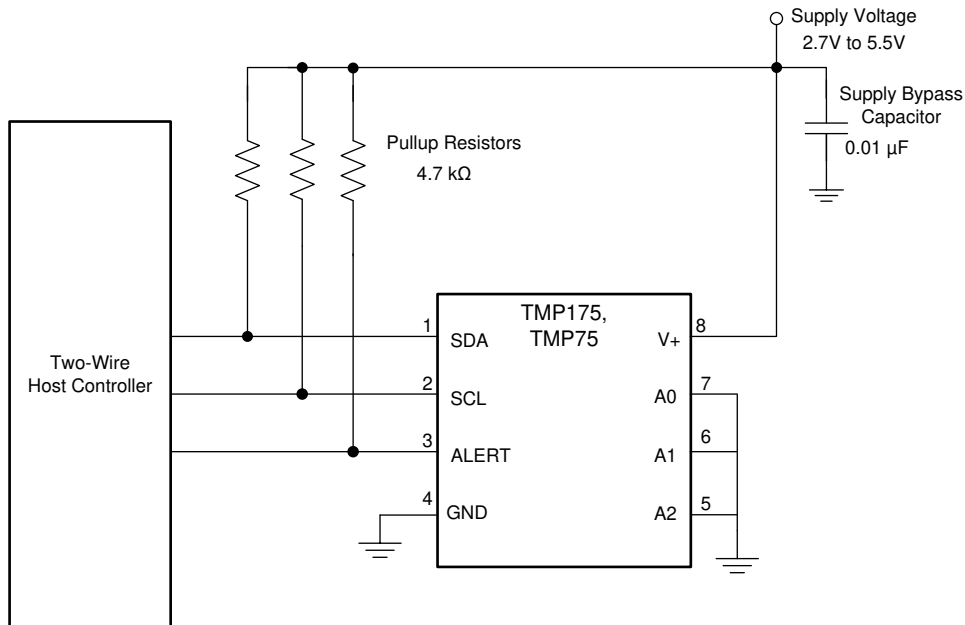 Supply Voltage
2.7V to 5.5V
Supply Bypass
Capacitor
0.01 µF
Pullup Resistors
4.7 kΩ
Two-Wire
Host Controller
TMP175,
TMP75
1
SDA
2
SCL
3
ALERT
4
GND
8
V+
7
A0
6
A1
5
A2